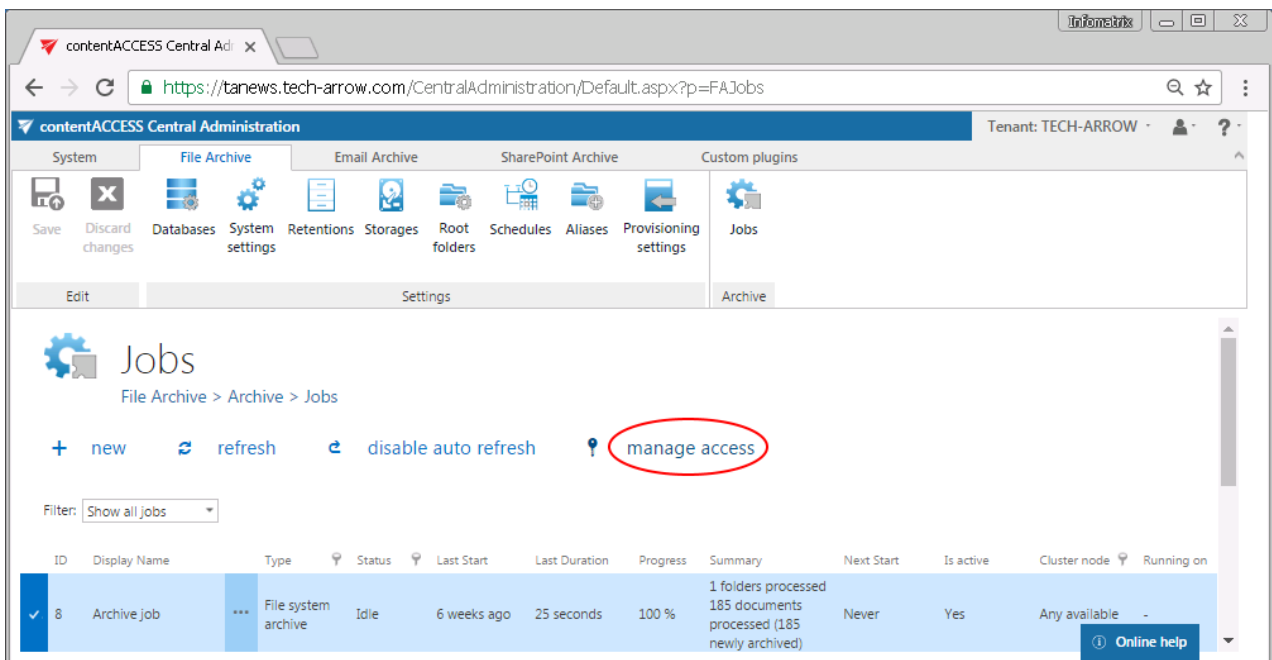 Infomatrix
contentACCESS Central Ad
https://tanews.tech-arrow.com/CentralAdministration/Default.aspx?p=FAJobs
contentACCESS Central Administration
Tenant: TECH-ARROW
?
System
File Archive
Email Archive
SharePoint Archive
Custom plugins
Save
Discard
changes
Databases
System
settings
Retentions
Storages
Root
folders
Schedules
Aliases
Provisioning
settings
Jobs
Edit
Settings
Archive
Jobs
File Archive > Archive > Jobs
+ new
refresh
disable auto refresh
manage access
Filter: Show all jobs
ID Display Name Type Status Last Start Last Duration Progress Summary Next Start Is active Cluster node Running on
8
Archive job
...
File system
archive
Idle
6 weeks ago
25 seconds
100 %
1 folders processed
185 documents
processed (185
newly archived)
Never
Yes
Any available
-
Online help